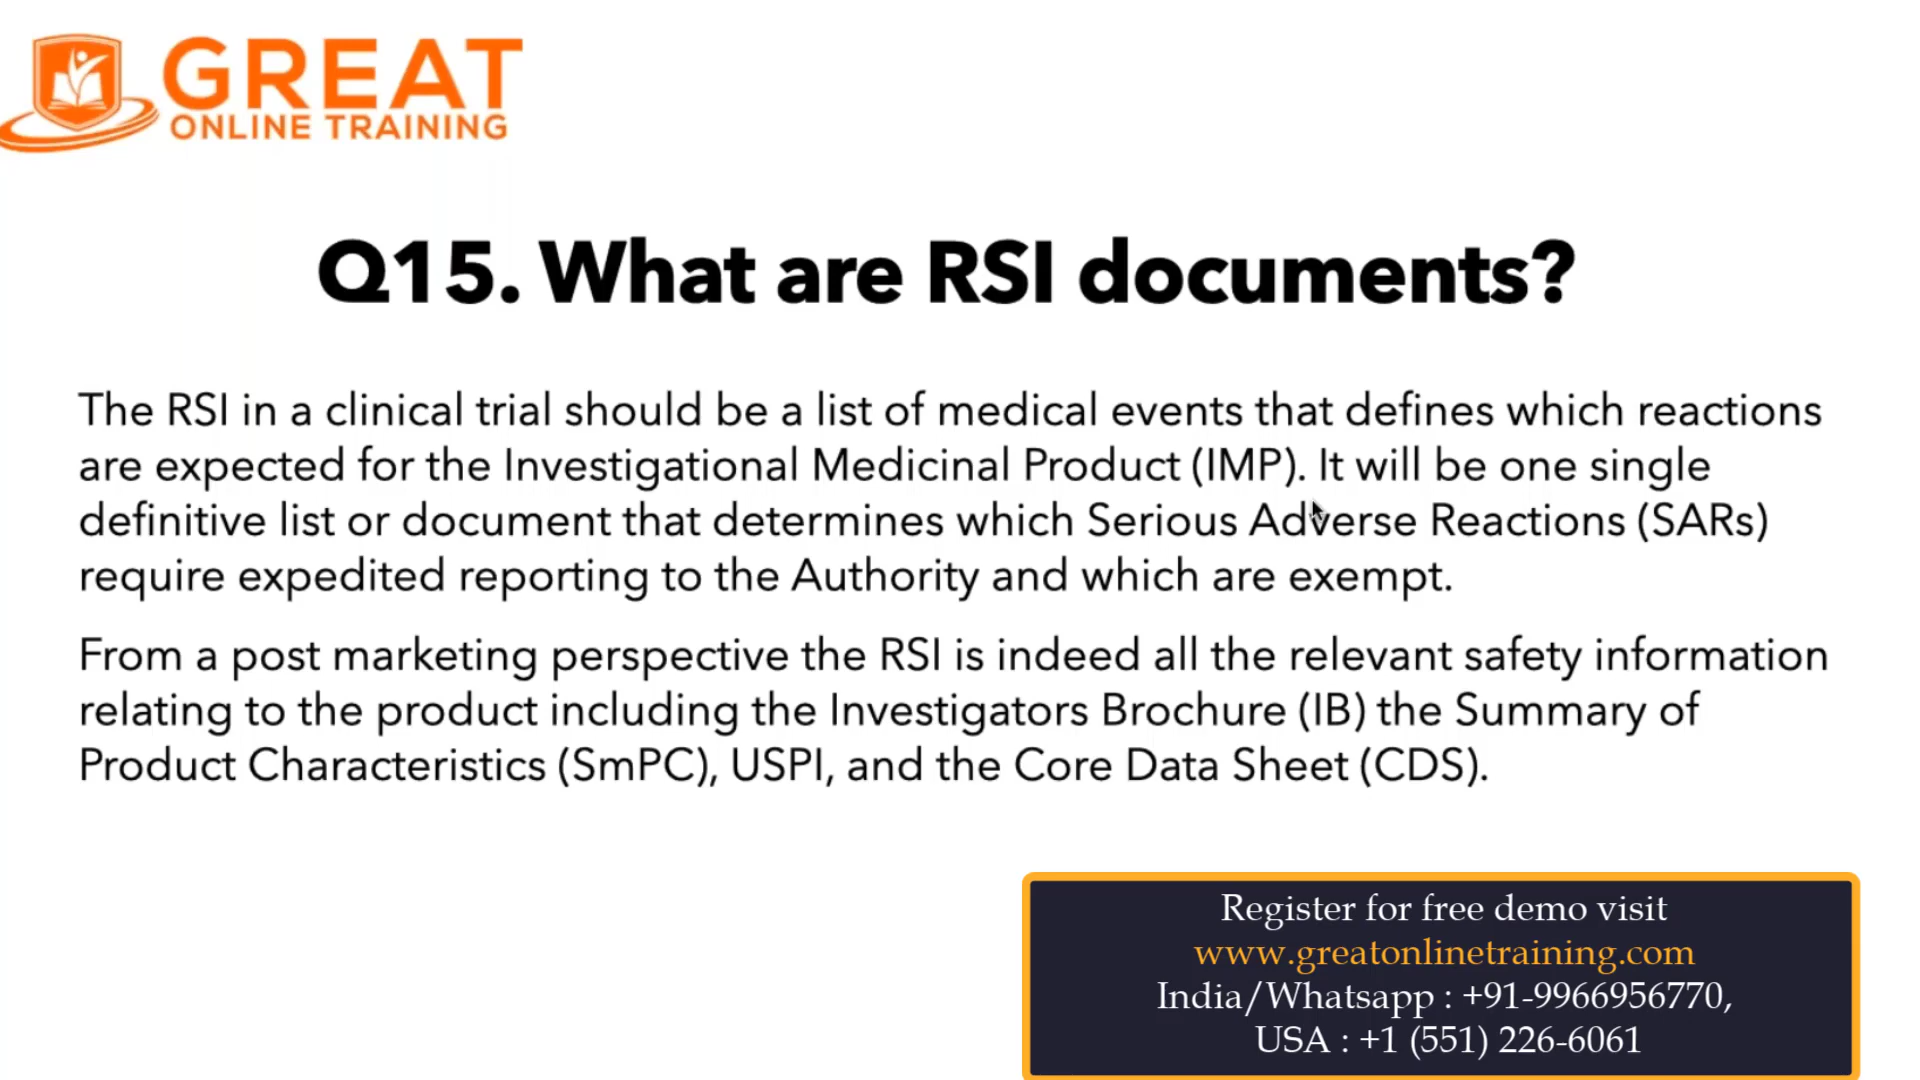 GREAT
ONLINE TRAINING
Q15. What are RSI documents?
The RSI in a clinical trial should be a list of medical events that defines which reactions
are expected for the Investigational Medicinal Product (IMP). It will be one single
definitive list or document that determines which Serious Adverse Reactions (SARs)
require expedited reporting to the Authority and which are exempt.
From a post marketing perspective the RSI is indeed all the relevant safety information
relating to the product including the Investigators Brochure (IB) the Summary of
Product Characteristics (SmPC), USPI, and the Core Data Sheet (CDS).
Register for free demo visit
www.greatonlinetraining.com
India/Whatsapp : +91-9966956770,
USA : +1 (551) 226-6061